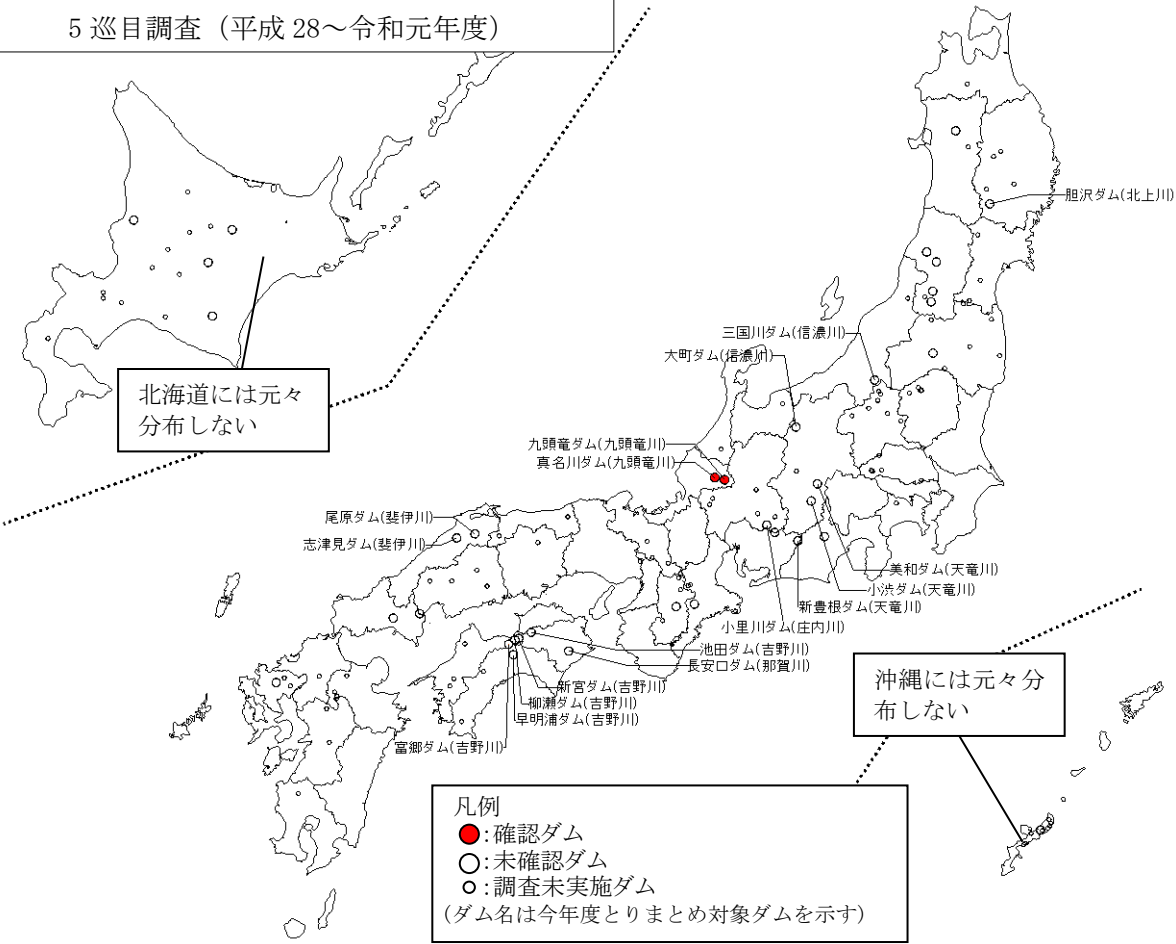 5 巡目調査（平成 28～令和元年度）
胆沢ダム(北上川)
三国川ダム(信濃川)
大町ダム(信濃川)
北海道には元々
分布しない
九頭竜ダム(九頭竜川)
真名川ダム(九頭竜川)
尾原ダム(斐伊川)
志津見ダム(斐伊川)
美和ダム(天竜川)
小渋ダム(天竜川)
新豊根ダム(天竜川)
小里川ダム(庄内川)
池田ダム(吉野川)
長安口ダム(那賀川)
新宮ダム(吉野川)
柳瀬ダム(吉野川)
早明浦ダム(吉野川)
富郷ダム(吉野川)
沖縄には元々分
布しない
凡例
:確認ダム
:未確認ダム
:調査未実施ダム
(ダム名は今年度とりまとめ対象ダムを示す)